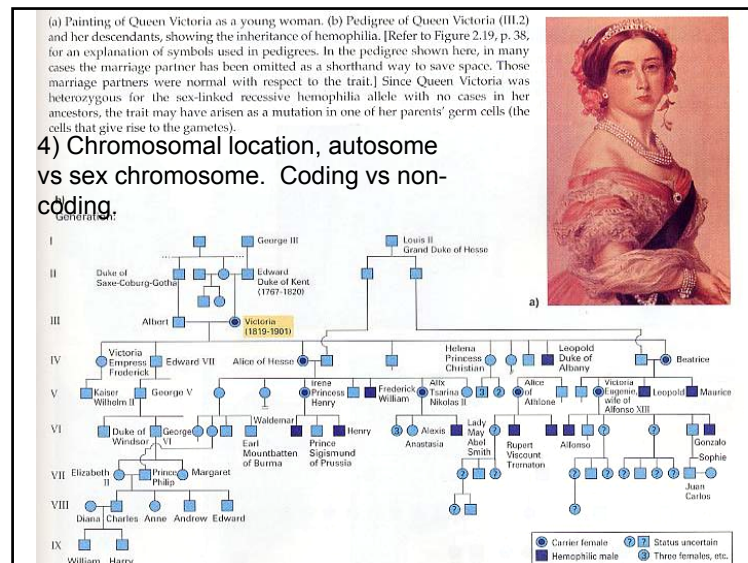 (a) Painting of Queen Victoria as a young woman. (b) Pedigree of Queen Victoria (III.2)
and her descendants, showing the inheritance of hemophilia. [Refer to Figure 2.19, p. 38,
for an explanation of symbols used in pedigrees. In the pedigree shown here, in many
cases the marriage partner has been omitted as a shorthand way to save space. Those
marriage partners were normal with respect to the trait.] Since Queen Victoria was
heterozygous for the sex-linked recessive hemophilia allele with no cases in her
ancestors, the trait may have arisen as a mutation in one of her parents' germ cells (the
cells that give rise to the gametes).
4) Chromosomal location, autosome
vs sex chromosome. Coding vs non-
coding.
Generation:
a)
I
George III
Louis II
Grand Duke of Hesse
II
Duke of
Saxe-Coburg-Gotha
Edward
Duke of Kent
(1767-1820)
III
Albert
Victoria
(1819-1901)
IV
Victoria
Empress
Frederick
Edward VII
Alice of Hesse
Helena
Princess
Christian
Leopold
Duke of
Albany
Beatrice
V
Kaiser
Wilhelm II
George V
Irene
Princess
Henry
Frederick
William
Alix
Tsarina
Nikolas II
3
?
Alice
of
Athlone
Victoria
Eugenie,
wife of
Alfonso XIII
Leopold
Maurice
VI
Duke of
Windsor
George
VI
Waldemar
Earl
Mountbatten
of Burma
Prince
Sigismund
of Prussia
Henry
3
Anastasia
Alexis
Lady
May
Abel
Smith
?
Rupert
Viscount
Trematon
Alfonso
?
?
Gonzalo
VII
Elizabeth
II
Prince
Philip
Margaret
? ?
? ? ? ? ? ?
Sophie
Juan
Carlos
VIII
Diana Charles Anne Andrew Edward
?
?
IX
William Harry
Carrier female
? ? Status uncertain
Hemophilic male
3 Three females, etc.